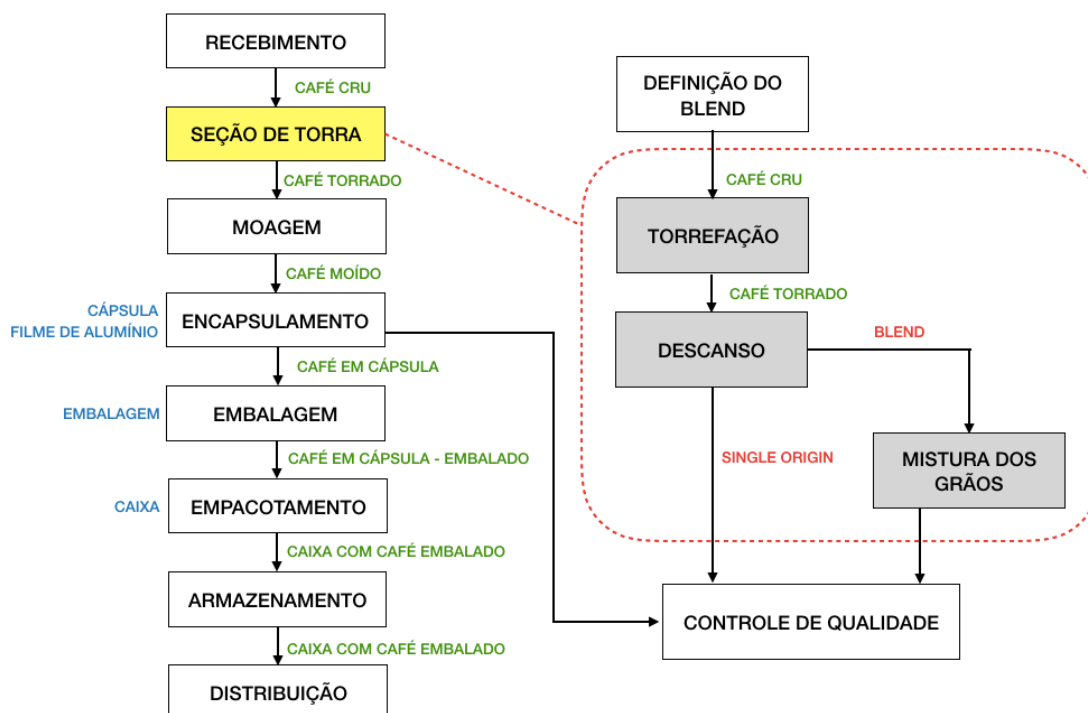 RECEBIMENTO
CAFÉ CRU
SEÇÃO DE TORRA
CAFÉ TORRADO
MOAGEM
CAFÉ MOÍDO
CÁPSULA
FILME DE ALUMÍNIO
ENCAPSULAMENTO
CAFÉ EM CÁPSULA
EMBALAGEM
EMBALAGEM
CAFÉ EM CÁPSULA - EMBALADO
CAIXA
EMPACOTAMENTO
CAIXA COM CAFÉ EMBALADO
ARMAZENAMENTO
CAIXA COM CAFÉ EMBALADO
DISTRIBUIÇÃO
DEFINIÇÃO DO
BLEND
CAFÉ CRU
TORREFAÇÃO
CAFÉ TORRADO
DESCANSO
BLEND
SINGLE ORIGIN
MISTURA DOS
GRÃOS
CONTROLE DE QUALIDADE